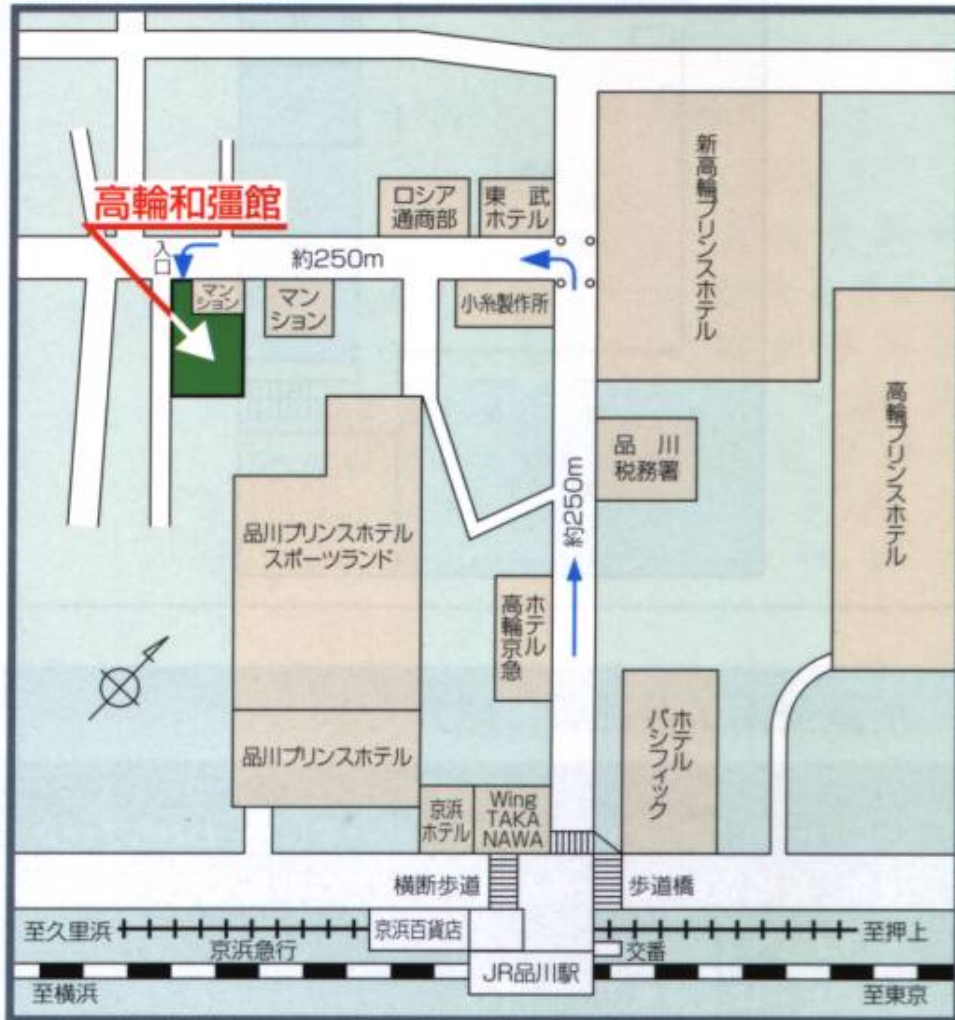 新高輪プリンスホテル
ロシア
通商部
東 武
ホテル
高輪和彊館
入口
約250m
マン
ション
マン
ション
小糸製作所
高輪プリンスホテル
品 川
税務署
約250m
品川プリンスホテル
スポーツランド
ホテル
高輪京急
ホテル
パシフィック
品川プリンスホテル
京浜
ホテル
Wing
TAKA
NAWA
横断歩道
歩道橋
至久里浜
京浜百貨店
至押上
京浜急行
交番
JR品川駅
至横浜
至東京